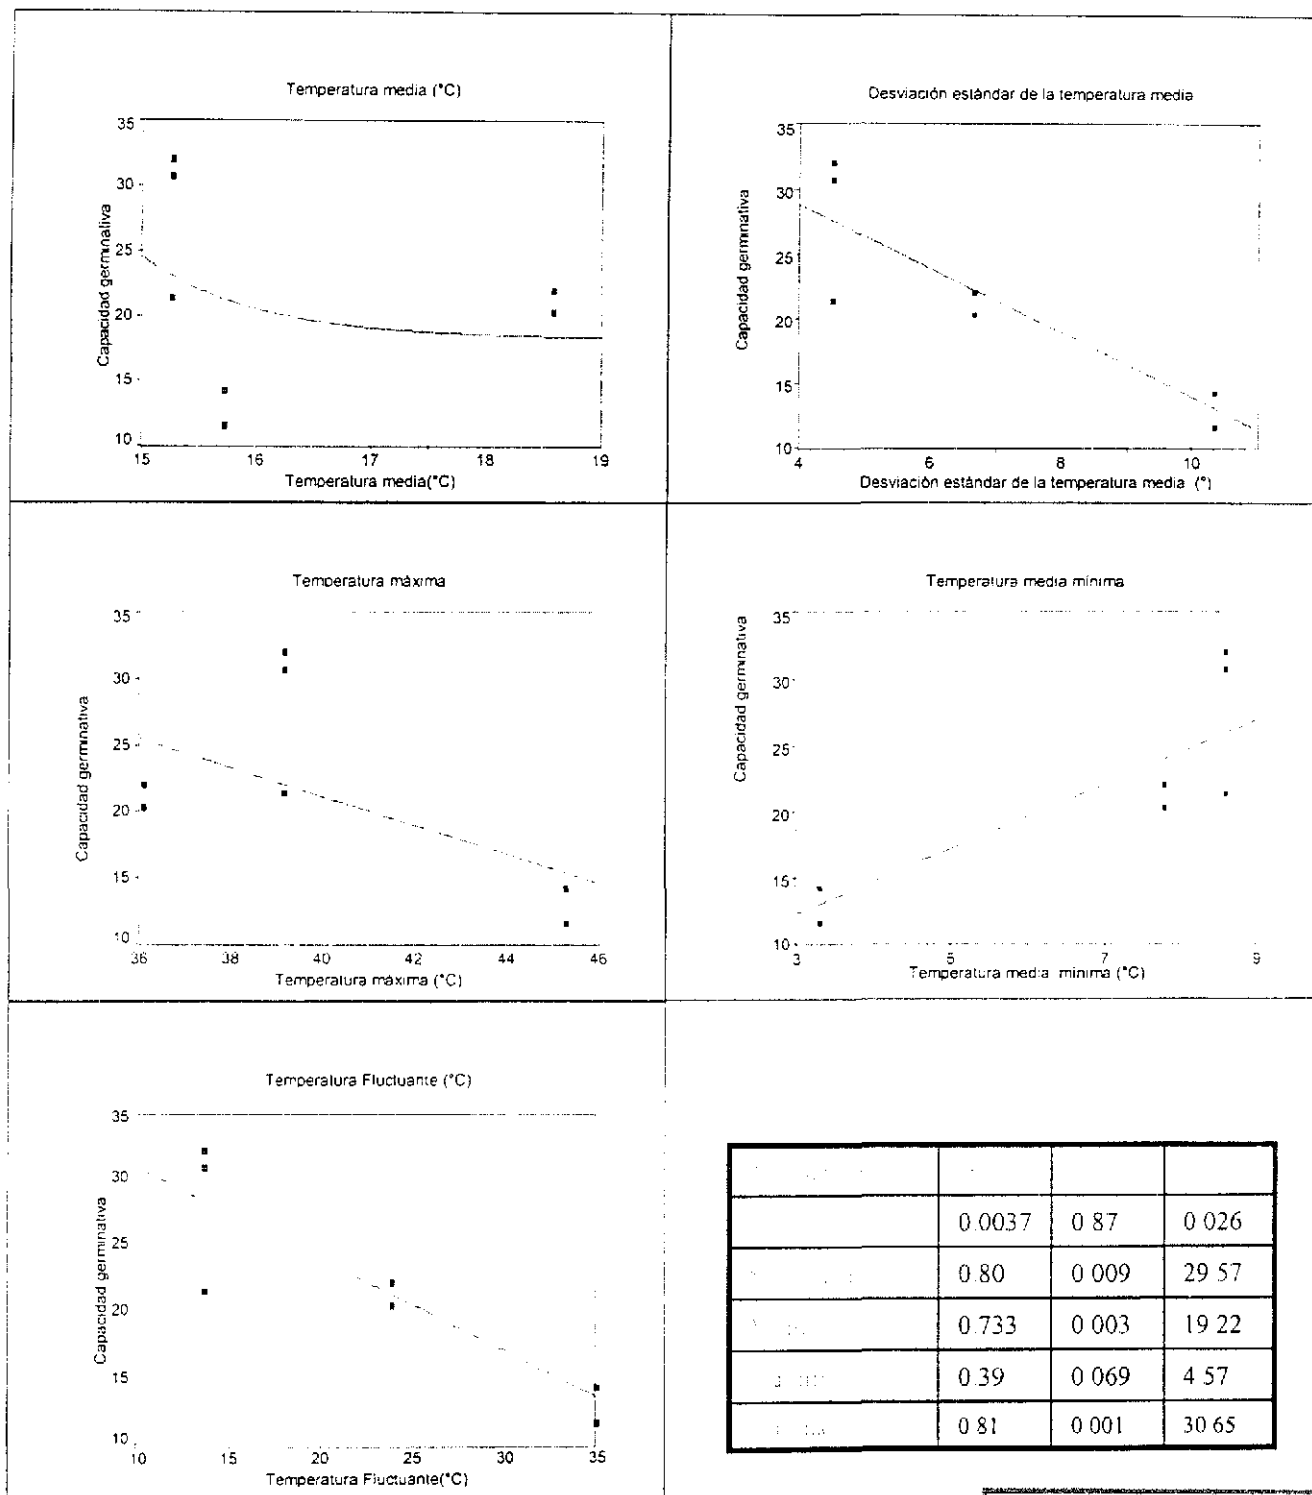 Temperatura media (°C)
35
30
25
20
15
10
Capacidad germinativa
15 16 17 18 19
Temperatura media(°C)
Desviación estándar de la temperatura media
35
30
25
20
15
10
Capacidad germinativa
4 6 8 10
Desviación estándar de la temperatura media (°)
Temperatura máxima
35
30
25
20
15
10
Capacidad germinativa
36 38 40 42 44 46
Temperatura máxima (°C)
Temperatura media mínima
35
30
25
20
15
10
Capacidad germinativa
3 5 7 9
Temperatura media mínima (°C)
Temperatura Fluctuante (°C)
35
30
25
20
15
10
Capacidad germinativa
10 15 20 25 30 35
Temperatura Fluctuante(°C)
0.0037 0 87 0 026
0.80 0 009 29 57
0.733 0 003 19 22
0.39 0 069 4 57
0 81 0 001 30 65